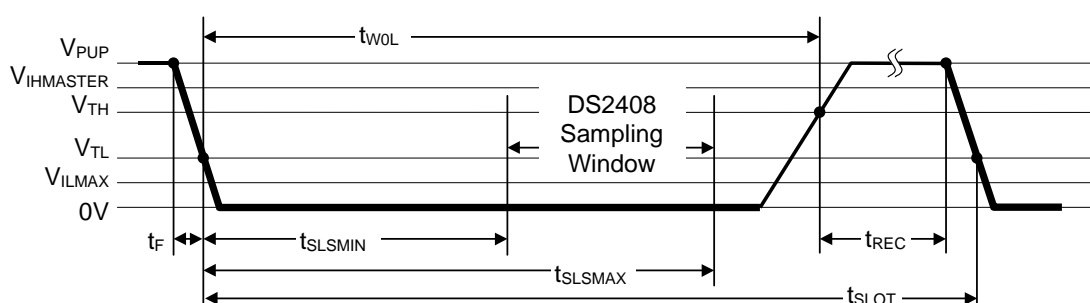 tW0L
VPUP
VIHMASTER
VTH
VTL
VILMAX
0V
DS2408
Sampling
Window
tF
tSLSMIN
tREC
tSLSMAX
tSLOT